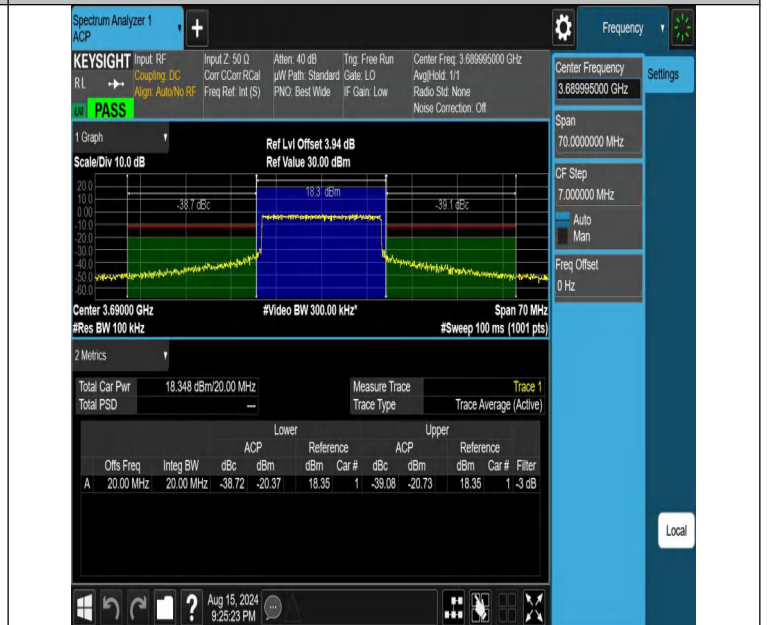 Spectrum Analyzer 1
ACP
+
Frequency
KEYSIGHT Input: RF Input Z: 50 Ω Atten: 40 dB Trig: Free Run Center Freq: 3.689995000 GHz
RL Coupling: DC Corr CCorr RCal µW Path: Standard Gate: LO Avg|Hold: 1/1
Align: Auto/No RF Freq Ref: Int (S) PNO: Best Wide IF Gain: Low Radio Std: None
PASS Noise Correction: Off
Center Frequency
3.689995000 GHz
Settings
Span
70.0000000 MHz
CF Step
7.000000 MHz
Auto
Man
Freq Offset
0 Hz
Local
1 Graph
Ref Lvl Offset 3.94 dB
Scale/Div 10.0 dB Ref Value 30.00 dBm
20.0
10.0
0.00
-10.0
-20.0
-30.0
-40.0
-50.0
-60.0
-38.7 dBc 18.3 dBm -39.1 dBc
Center 3.69000 GHz #Video BW 300.00 kHz* Span 70 MHz
#Res BW 100 kHz #Sweep 100 ms (1001 pts)
2 Metrics
Total Car Pwr 18.348 dBm/20.00 MHz Measure Trace Trace 1
Total PSD --- Trace Type Trace Average (Active)
Lower Upper
ACP Reference ACP Reference
Offs Freq Integ BW dBc dBm dBm Car # dBc dBm dBm Car # Filter
A 20.00 MHz 20.00 MHz -38.72 -20.37 18.35 1 -39.08 -20.73 18.35 1 -3 dB
? Aug 15, 2024
9:25:23 PM